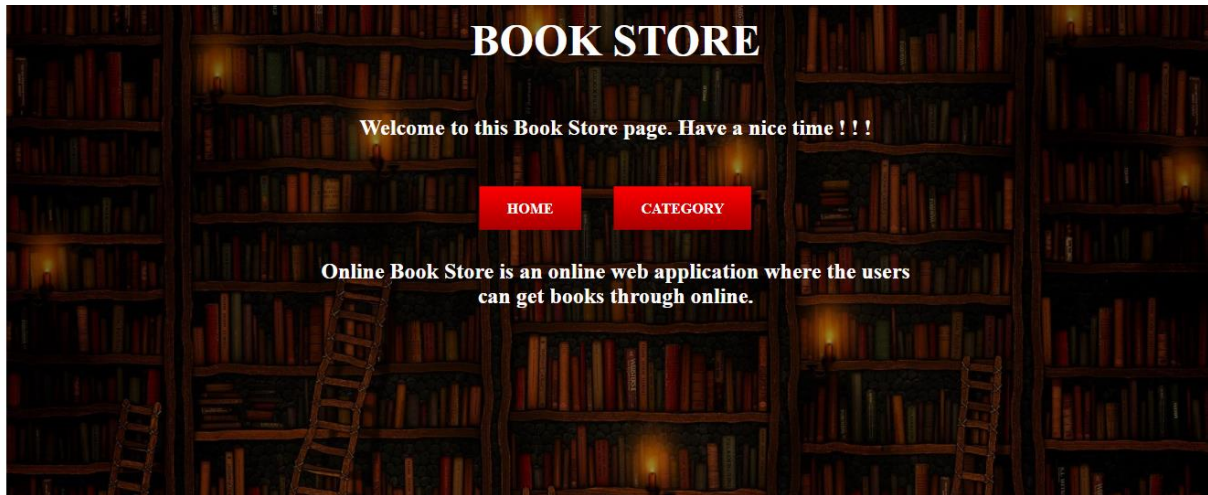 BOOK STORE
Welcome to this Book Store page. Have a nice time ! ! !
HOME
CATEGORY
Online Book Store is an online web application where the users
can get books through online.